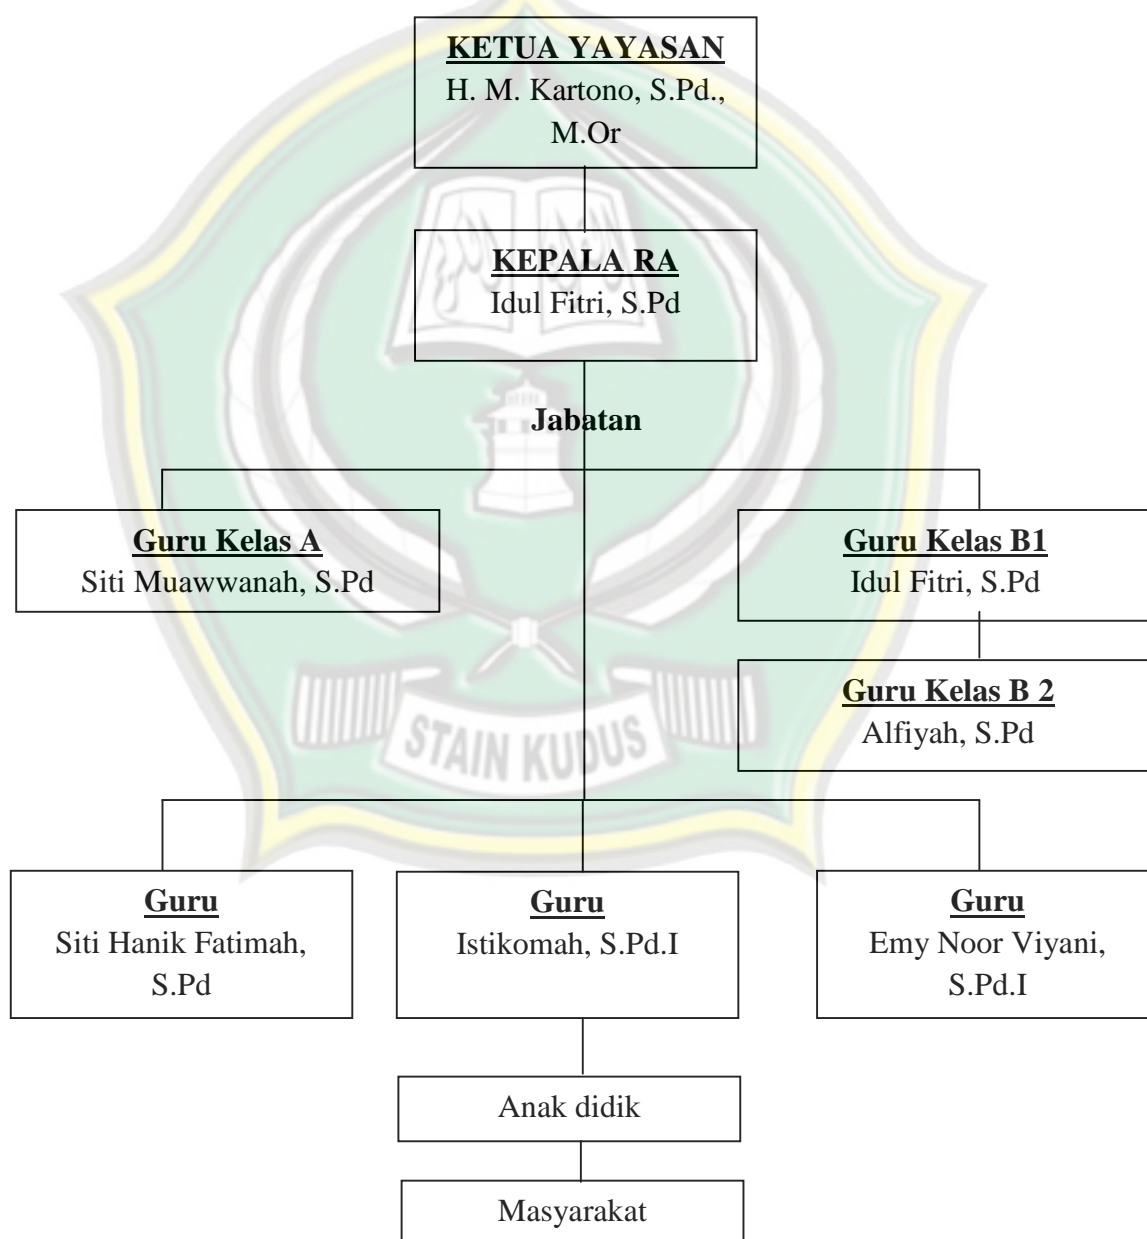 KETUA YAYASAN
H. M. Kartono, S.Pd.,
M.Or
KEPALA RA
Idul Fitri, S.Pd
Jabatan
Guru Kelas A
Siti Muawwanah, S.Pd
Guru Kelas B1
Idul Fitri, S.Pd
Guru Kelas B 2
Alfiyah, S.Pd
STAIN KUDUS
Guru
Siti Hanik Fatimah,
S.Pd
Guru
Istikomah, S.Pd.I
Guru
Emy Noor Viyani,
S.Pd.I
Anak didik
Masyarakat